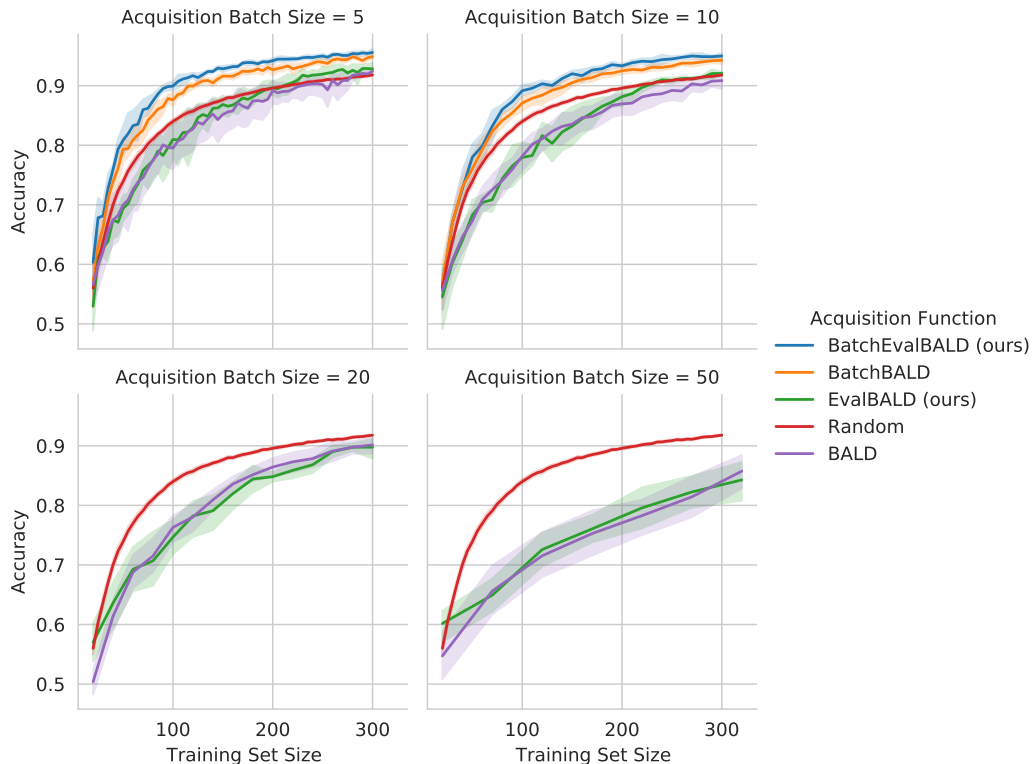 Acquisition Batch Size = 5
Acquisition Batch Size = 10
Accuracy
0.9
0.8
0.7
0.6
0.5
Acquisition Function
BatchEvalBALD (ours)
BatchBALD
EvalBALD (ours)
Random
BALD
Acquisition Batch Size = 20
Acquisition Batch Size = 50
Accuracy
0.9
0.8
0.7
0.6
0.5
100 200 300
100 200 300
Training Set Size
Training Set Size